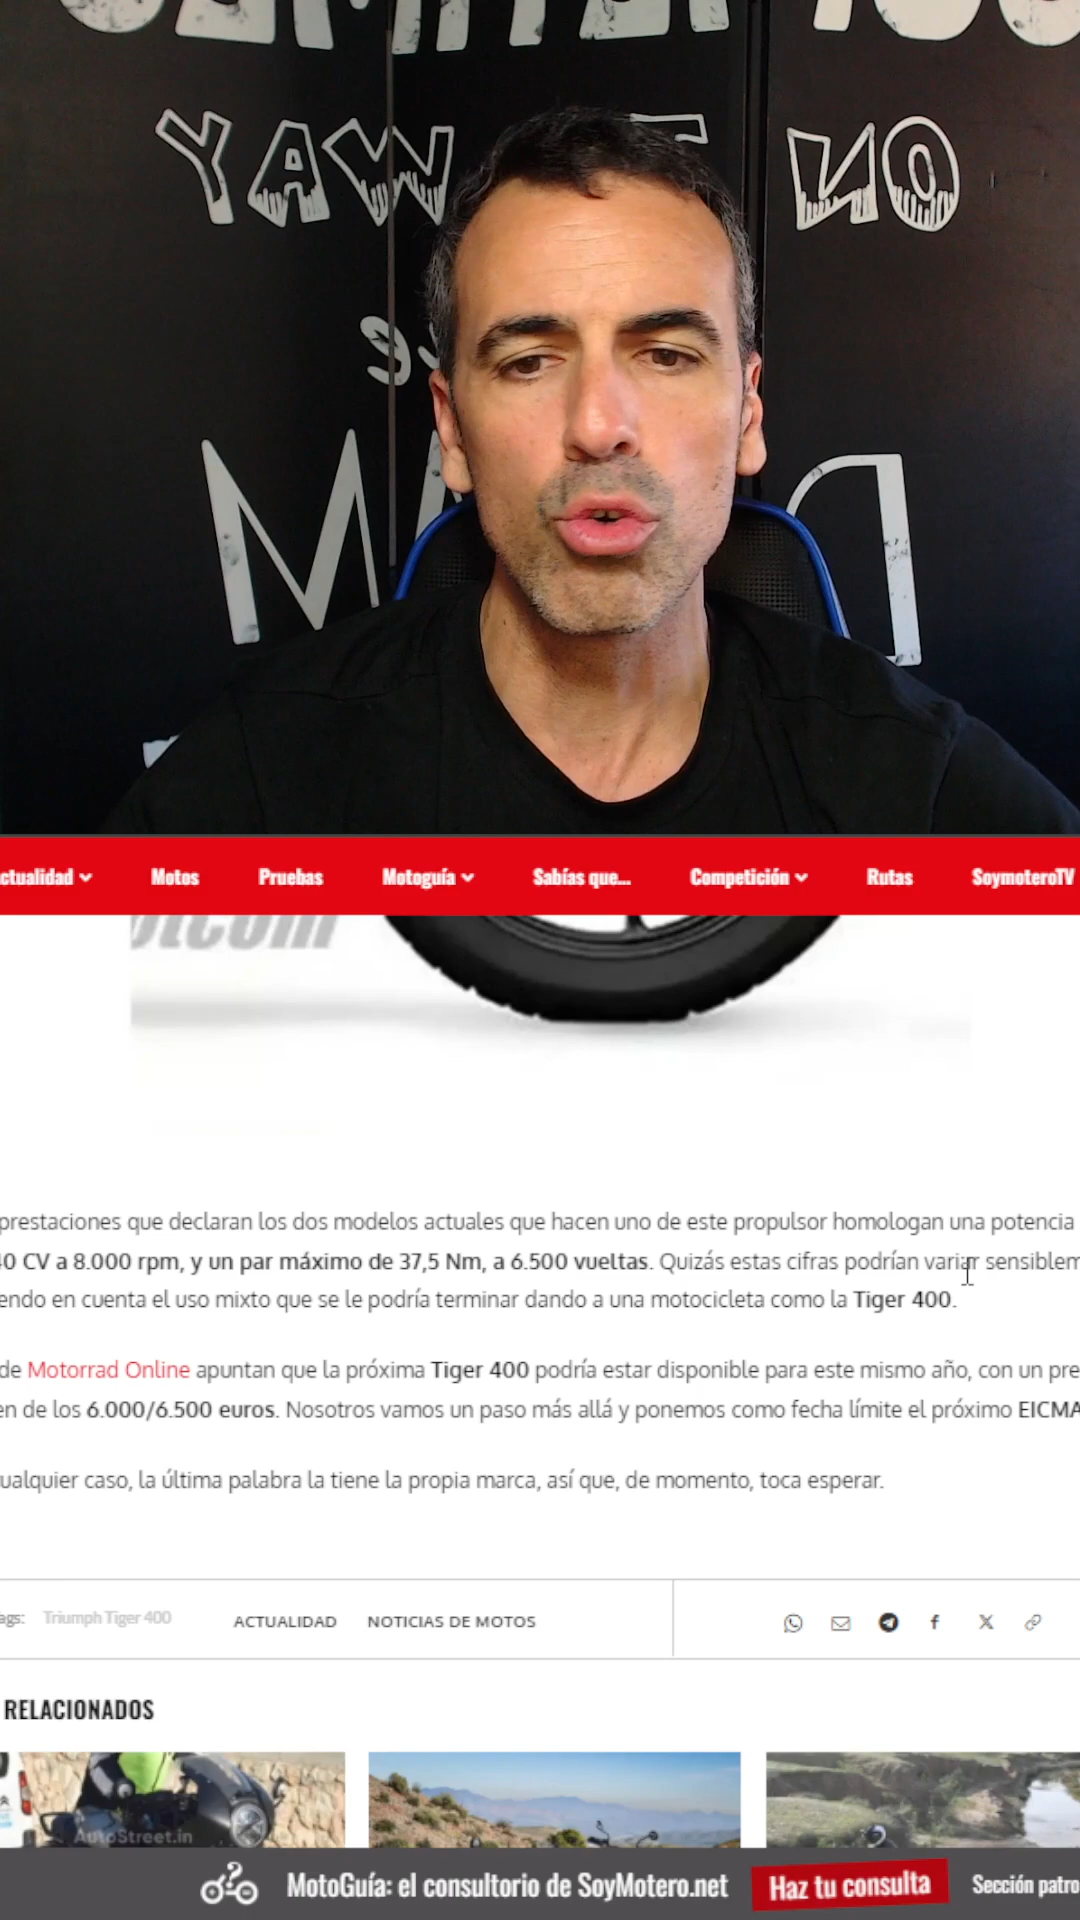 YAW
NO
M
D
ctualidad
Motos
Pruebas
Motoguía
Sabías que...
Competición
Rutas
SoymoteroTV
otcom
prestaciones que declaran los dos modelos actuales que hacen uno de este propulsor homologan una potencia
40 CV a 8.000 rpm, y un par máximo de 37,5 Nm, a 6.500 vueltas. Quizás estas cifras podrían variar sensiblem
endo en cuenta el uso mixto que se le podría terminar dando a una motocicleta como la Tiger 400.
de Motorrad Online apuntan que la próxima Tiger 400 podría estar disponible para este mismo año, con un pre
en de los 6.000/6.500 euros. Nosotros vamos un paso más allá y ponemos como fecha límite el próximo EICMA
ualquier caso, la última palabra la tiene la propia marca, así que, de momento, toca esperar.
ags: Triumph Tiger 400
ACTUALIDAD
NOTICIAS DE MOTOS
RELACIONADOS
AutoStreet.in
MotoGuía: el consultorio de SoyMotero.net
Haz tu consulta
Sección patro